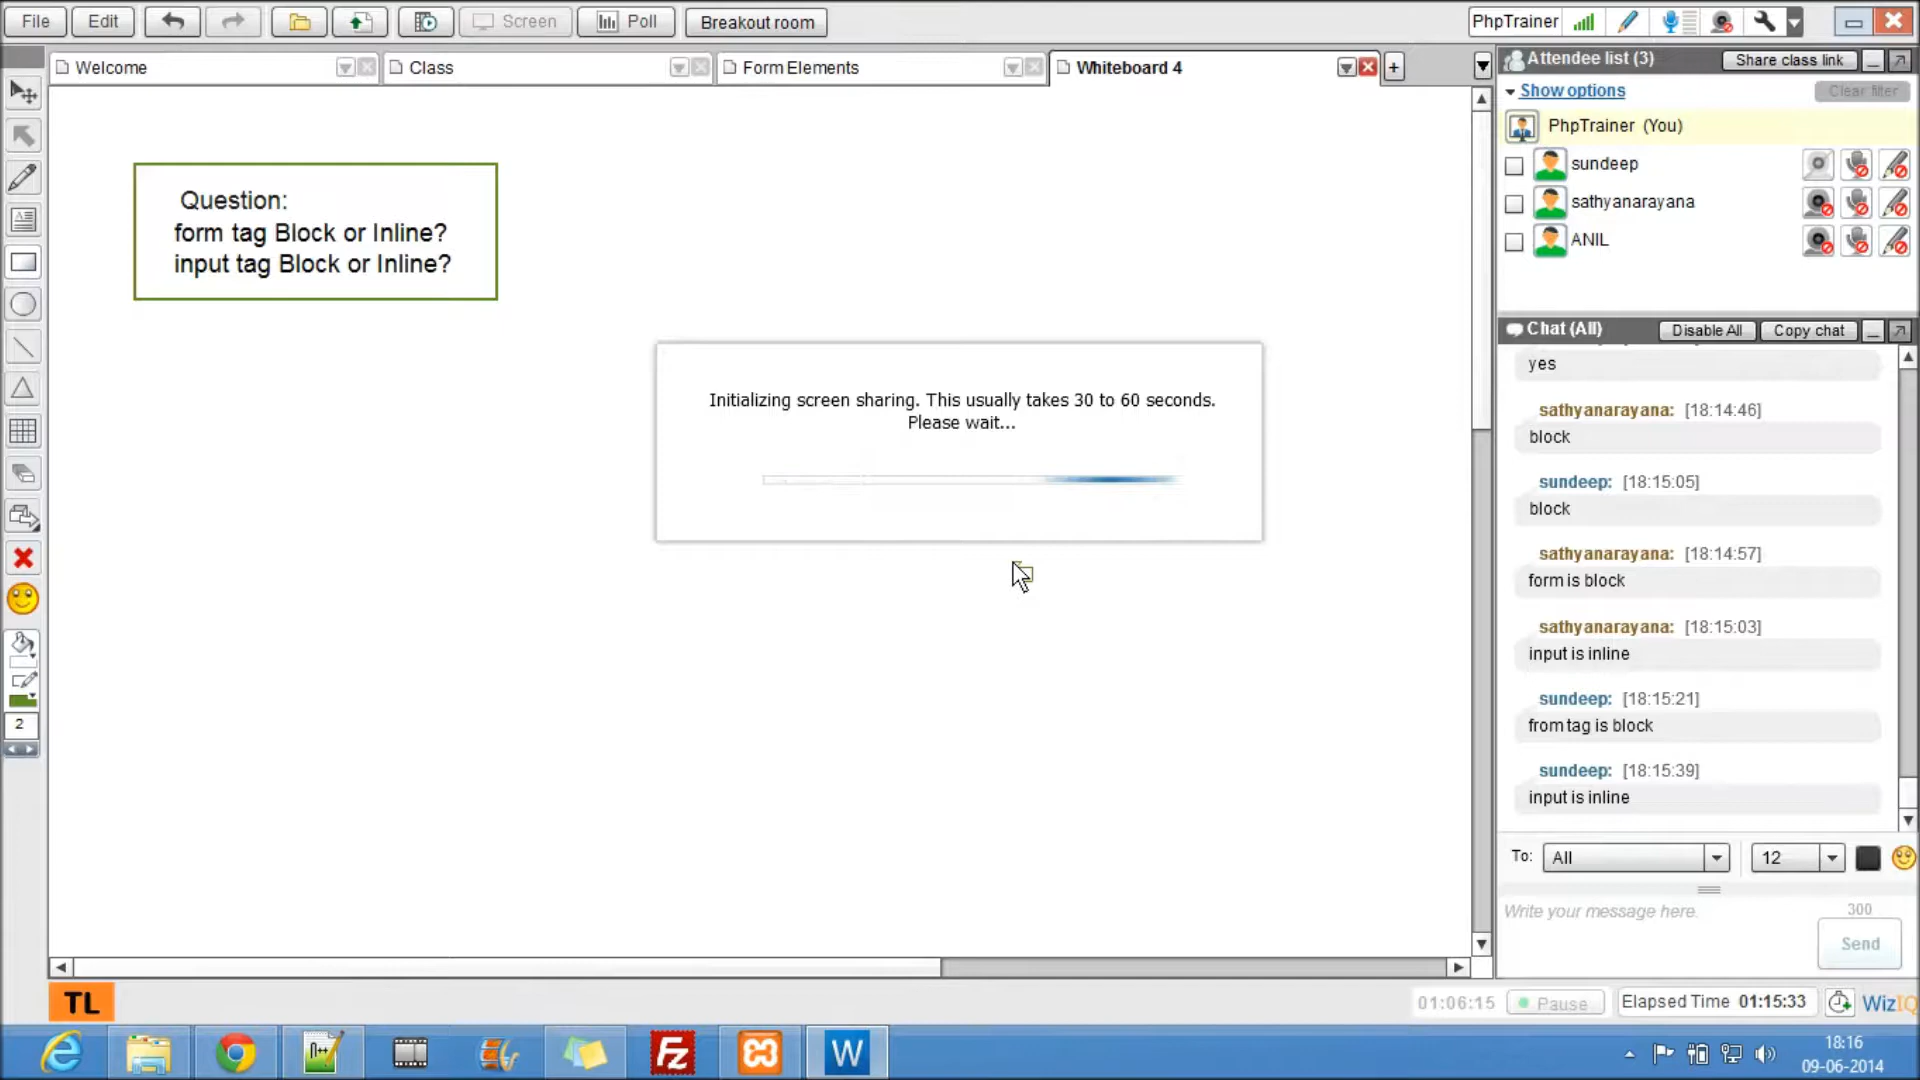 File
Edit
Screen
Poll
Breakout room
PhpTrainer
Welcome
Class
Form Elements
Whiteboard 4
+
Question:
form tag Block or Inline?
input tag Block or Inline?
Initializing screen sharing. This usually takes 30 to 60 seconds.
Please wait...
2
Attendee list (3)
Share class link
Show options
Clear filter
PhpTrainer (You)
sundeep
sathyanarayana
ANIL
Chat (All)
Disable All
Copy chat
yes
sathyanarayana: [18:14:46]
block
sundeep: [18:15:05]
block
sathyanarayana: [18:14:57]
form is block
sathyanarayana: [18:15:03]
input is inline
sundeep: [18:15:21]
from tag is block
sundeep: [18:15:39]
input is inline
To: All
12
Write your message here.
300
Send
TL
01:06:15
Pause
Elapsed Time 01:15:33
WizIQ
n++
Fz
W
18:16
09-06-2014